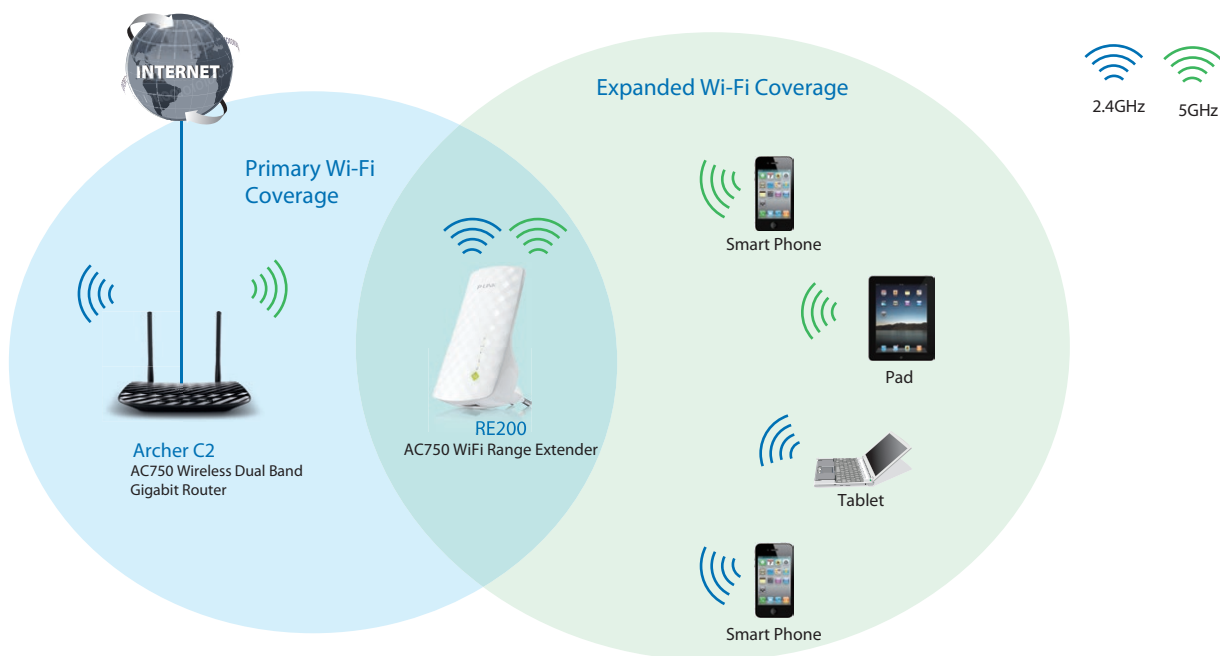 INTERNET
Expanded Wi-Fi Coverage
2.4GHz
5GHz
Primary Wi-Fi
Coverage
Smart Phone
Pad
Archer C2
AC750 Wireless Dual Band
Gigabit Router
RE200
AC750 WiFi Range Extender
Tablet
Smart Phone